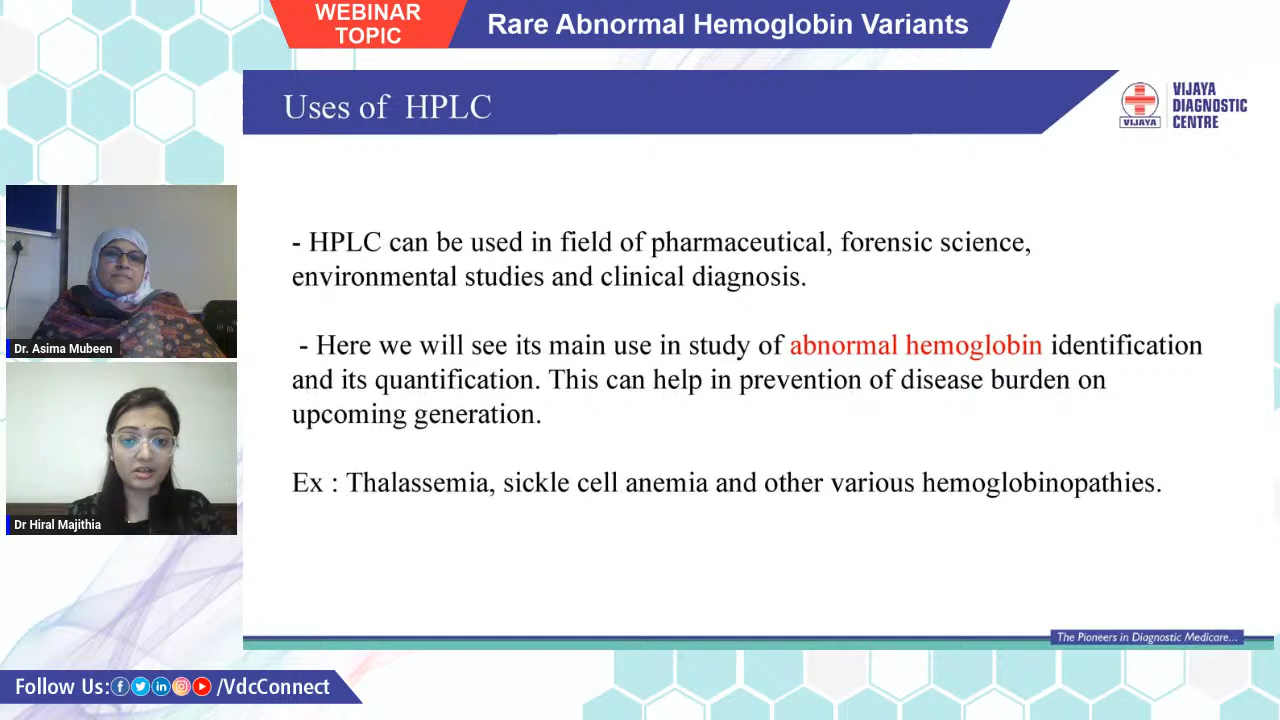 WEBINAR
TOPIC
Rare Abnormal Hemoglobin Variants
Uses of HPLC
VIJAYA
VIJAYA
DIAGNOSTIC
CENTRE
- HPLC can be used in field of pharmaceutical, forensic science,
environmental studies and clinical diagnosis.
- Here we will see its main use in study of abnormal hemoglobin identification
and its quantification. This can help in prevention of disease burden on
upcoming generation.
Ex : Thalassemia, sickle cell anemia and other various hemoglobinopathies.
Dr. Asima Mubeen
Dr Hiral Majithia
The Pioneers in Diagnostic Medicare...
Follow Us: /VdcConnect